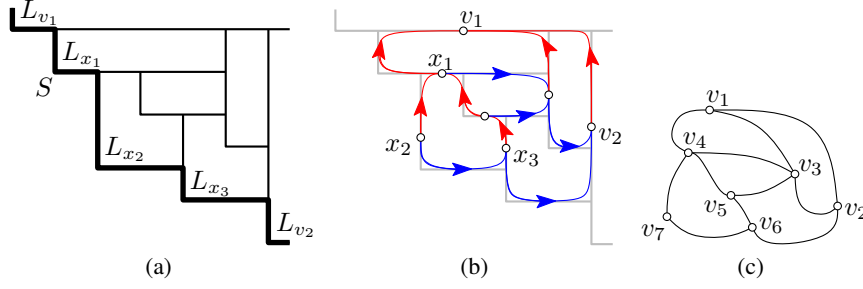 L_{v_1}
L_{x_1}
S
L_{x_2}
L_{x_3}
L_{v_2}
(a)
v_1
x_1
x_2
x_3
v_2
(b)
v_1
v_4
v_3
v_5
v_2
v_7
v_6
(c)